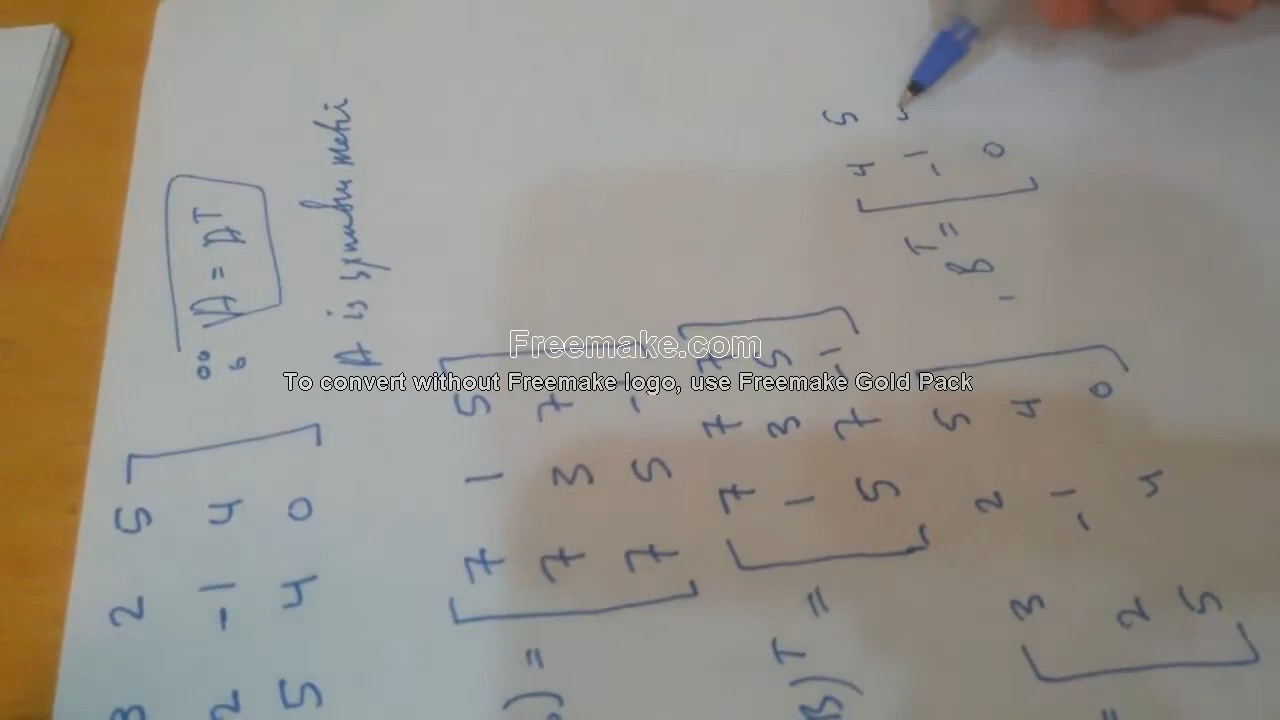 3 2 5
2 -1 4
5 4 0
A = Aᵀ
A is
) = [ 7 1 5 ]
7 3 7
7 5 -
B)ᵀ = [ 7 7 7 ]
1 3 5
5 7 -1
= [ 3 2 5 ]
2 -1 4
5 4 0
, Bᵀ = [ 4 5
-1
0
Freemake.com
To convert without Freemake logo, use Freemake Gold Pack